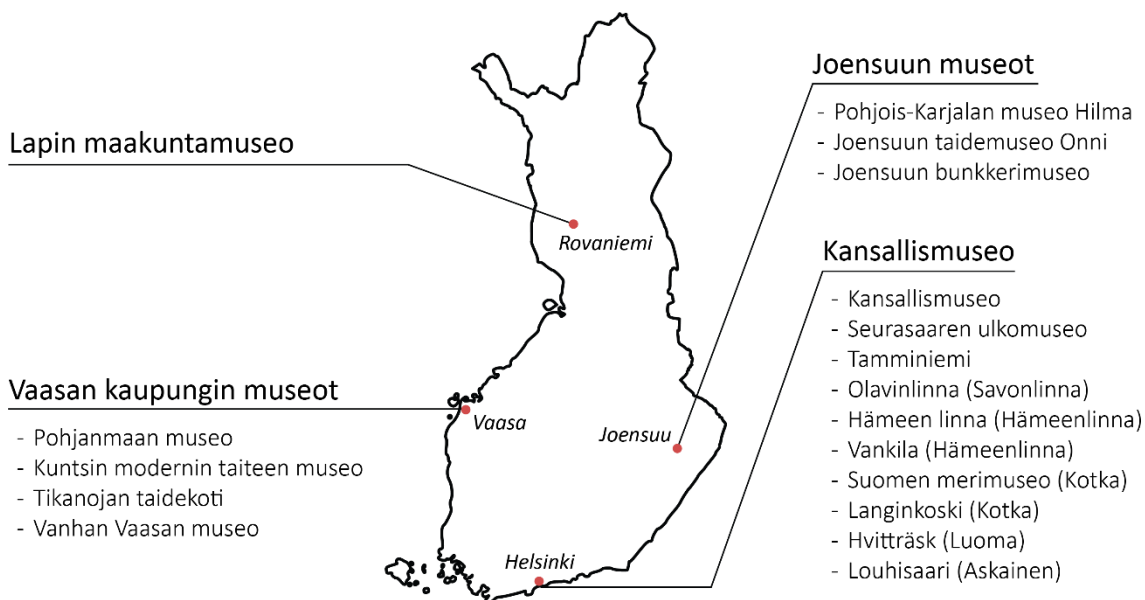 Lapin maakuntamuseo
Rovaniemi
Vaasan kaupungin museot
- Pohjanmaan museo
- Kuntsin modernin taiteen museo
- Tikanojan taidekoti
- Vanhan Vaasan museo
Vaasa
Joensuu
Helsinki
Joensuun museot
- Pohjois-Karjalan museo Hilma
- Joensuun taidemuseo Onni
- Joensuun bunkkerimuseo
Kansallismuseo
- Kansallismuseo
- Seurasaaren ulkomuseo
- Tamminiemi
- Olavinlinna (Savonlinna)
- Hämeen linna (Hämeenlinna)
- Vankila (Hämeenlinna)
- Suomen merimuseo (Kotka)
- Langinkoski (Kotka)
- Hvitträsk (Luoma)
- Louhisaari (Askainen)